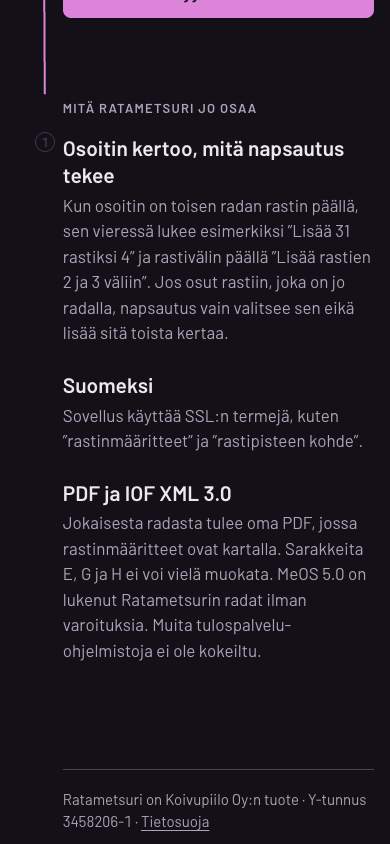 MITÄ RATAMETSURI JO OSAA
1
Osoitin kertoo, mitä napsautus
tekee
Kun osoitin on toisen radan rastin päällä,
sen vieressä lukee esimerkiksi ”Lisää 31
rastiksi 4” ja rastivälin päällä ”Lisää rastien
2 ja 3 väliin”. Jos osut rastiin, joka on jo
radalla, napsautus vain valitsee sen eikä
lisää sitä toista kertaa.
Suomeksi
Sovellus käyttää SSL:n termejä, kuten
”rastinmääritteet” ja ”rastipisteen kohde”.
PDF ja IOF XML 3.0
Jokaisesta radasta tulee oma PDF, jossa
rastinmääritteet ovat kartalla. Sarakkeita
E, G ja H ei voi vielä muokata. MeOS 5.0 on
lukenut Ratametsurin radat ilman
varoituksia. Muita tulospalvelu-
ohjelmistoja ei ole kokeiltu.
Ratametsuri on Koivupiilo Oy:n tuote · Y-tunnus
3458206-1 · Tietosuoja